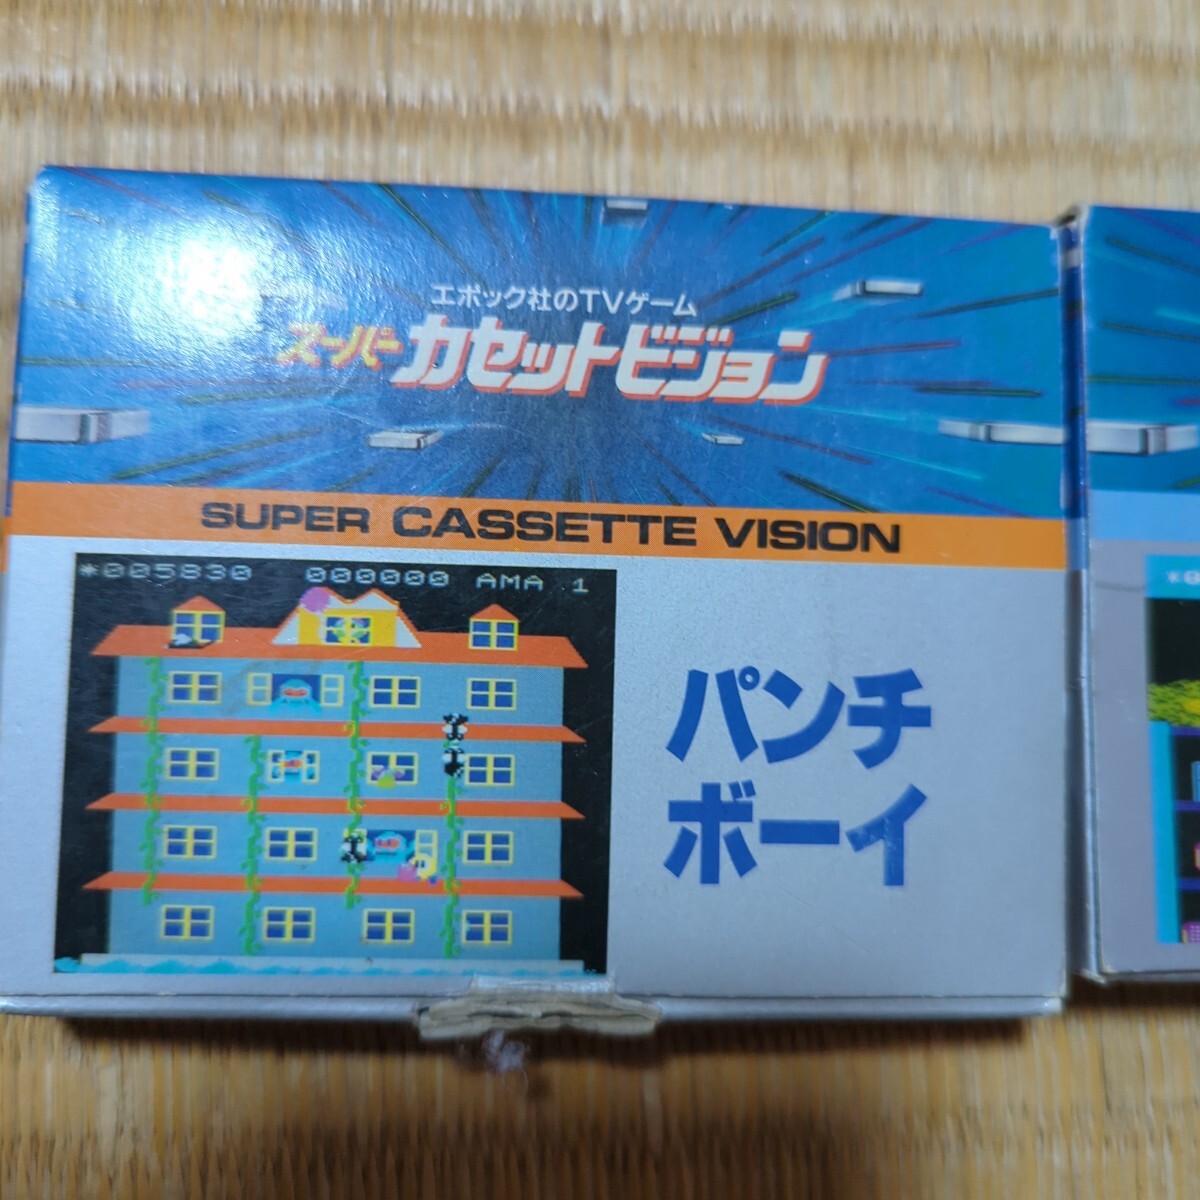 エポック社のTVゲーム
スーパー カセットビジョン
SUPER CASSETTE VISION
*005830 000000 AMA 1
パンチ
ボーイ